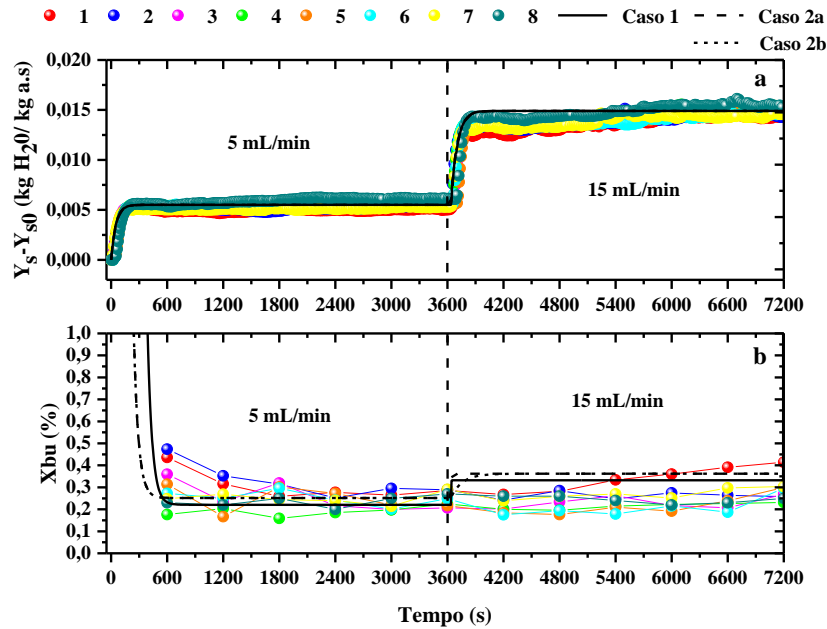 1 2 3 4 5 6 7 8 Caso 1 Caso 2a
Caso 2b
Y_s-Y_s0 (kg H_20/ kg a.s)
0,020
0,015
0,010
0,005
0,000
a
5 mL/min
15 mL/min
0 600 1200 1800 2400 3000 3600 4200 4800 5400 6000 6600 7200
Xbu (%)
1,0
0,9
0,8
0,7
0,6
0,5
0,4
0,3
0,2
0,1
0,0
b
5 mL/min
15 mL/min
0 600 1200 1800 2400 3000 3600 4200 4800 5400 6000 6600 7200
Tempo (s)